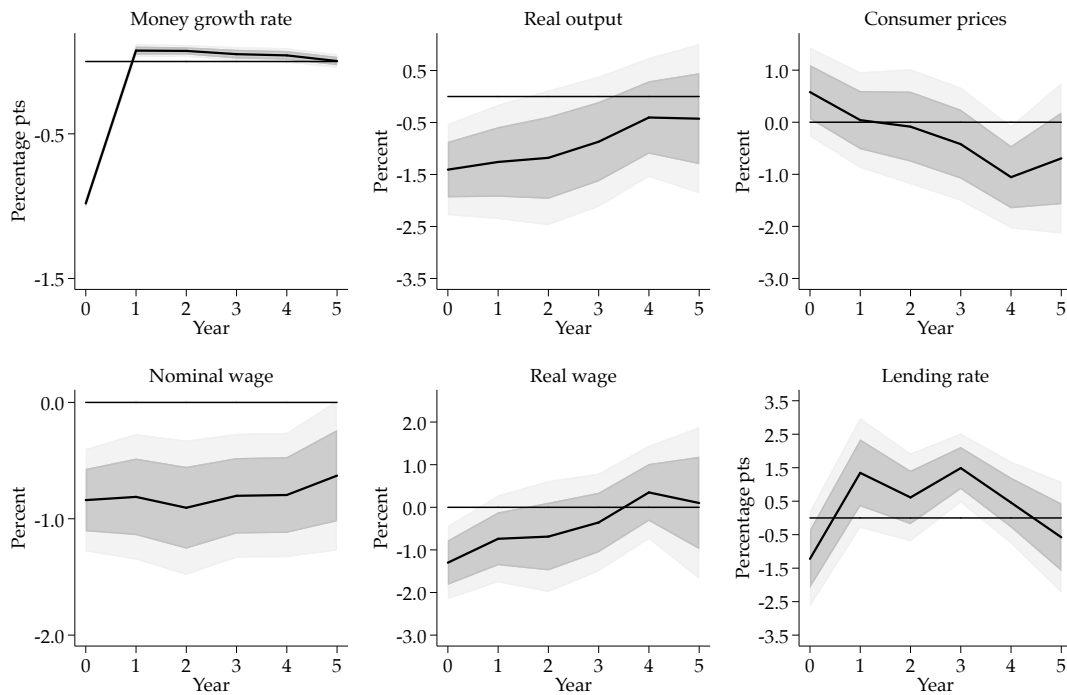 Money growth rate
Percentage pts
-0.5
-1.5
0 1 2 3 4 5
Year
Real output
Percent
0.5
-0.5
-1.5
-2.5
-3.5
0 1 2 3 4 5
Year
Consumer prices
Percent
1.0
0.0
-1.0
-2.0
-3.0
0 1 2 3 4 5
Year
Nominal wage
Percent
0.0
-1.0
-2.0
0 1 2 3 4 5
Year
Real wage
Percent
2.0
1.0
0.0
-1.0
-2.0
-3.0
0 1 2 3 4 5
Year
Lending rate
Percentage pts
3.5
2.5
1.5
0.5
-0.5
-1.5
-2.5
-3.5
0 1 2 3 4 5
Year